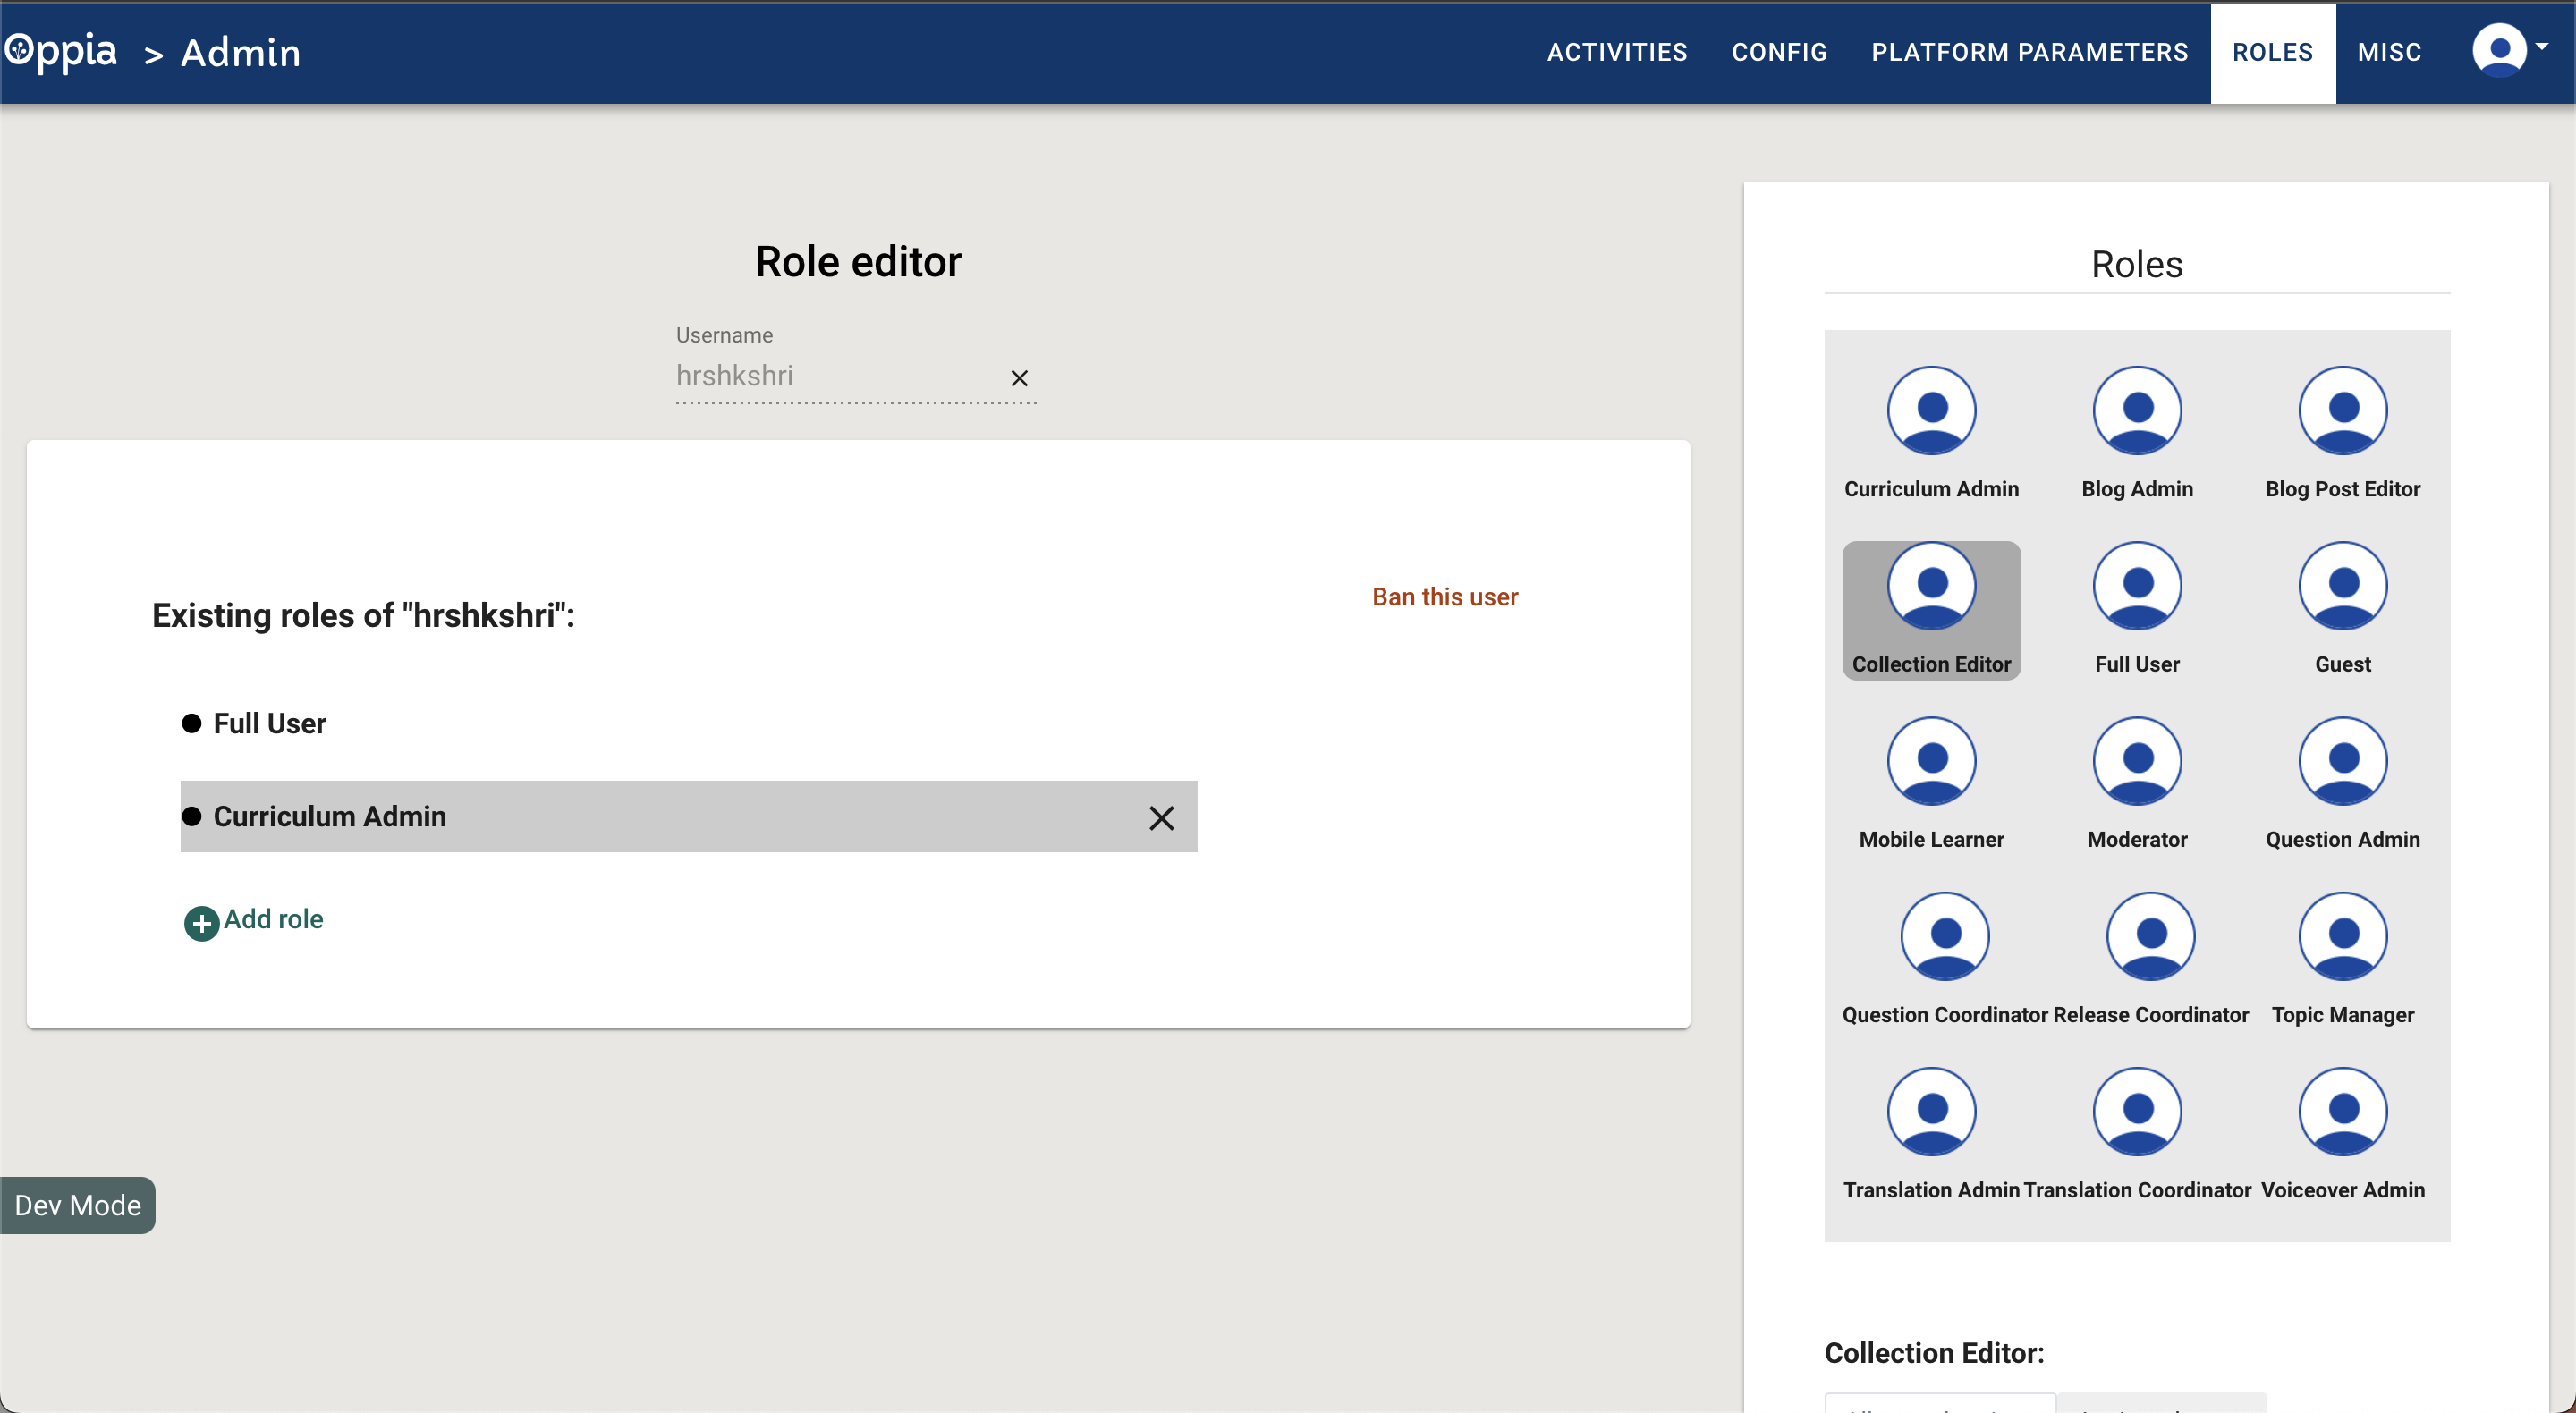 Oppia > Admin
ACTIVITIES CONFIG PLATFORM PARAMETERS ROLES MISC
Role editor
Username
hrshkshri
Existing roles of "hrshkshri":
Ban this user
Full User
Curriculum Admin
Add role
Dev Mode
Roles
Curriculum Admin Blog Admin Blog Post Editor
Collection Editor Full User Guest
Mobile Learner Moderator Question Admin
Question Coordinator Release Coordinator Topic Manager
Translation Admin Translation Coordinator Voiceover Admin
Collection Editor: